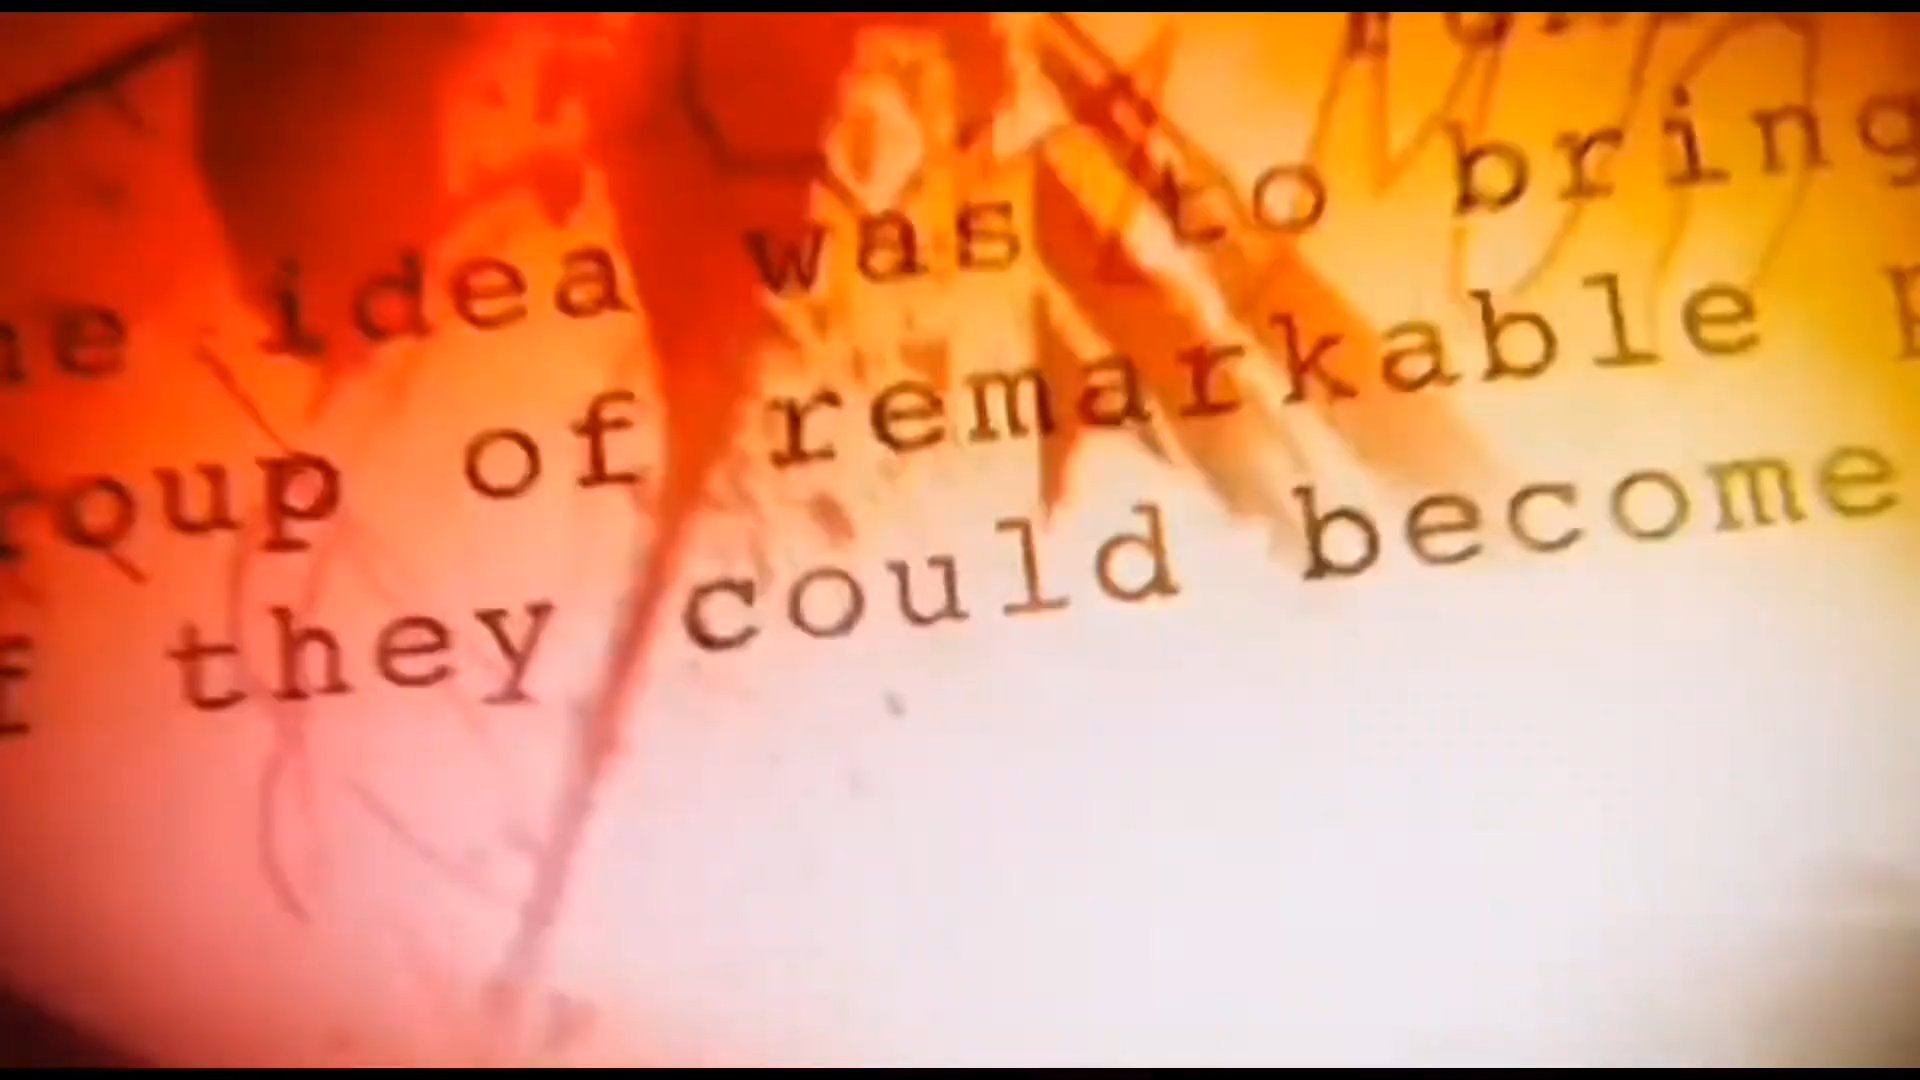 he idea was to bring
roup of remarkable p
f they could become